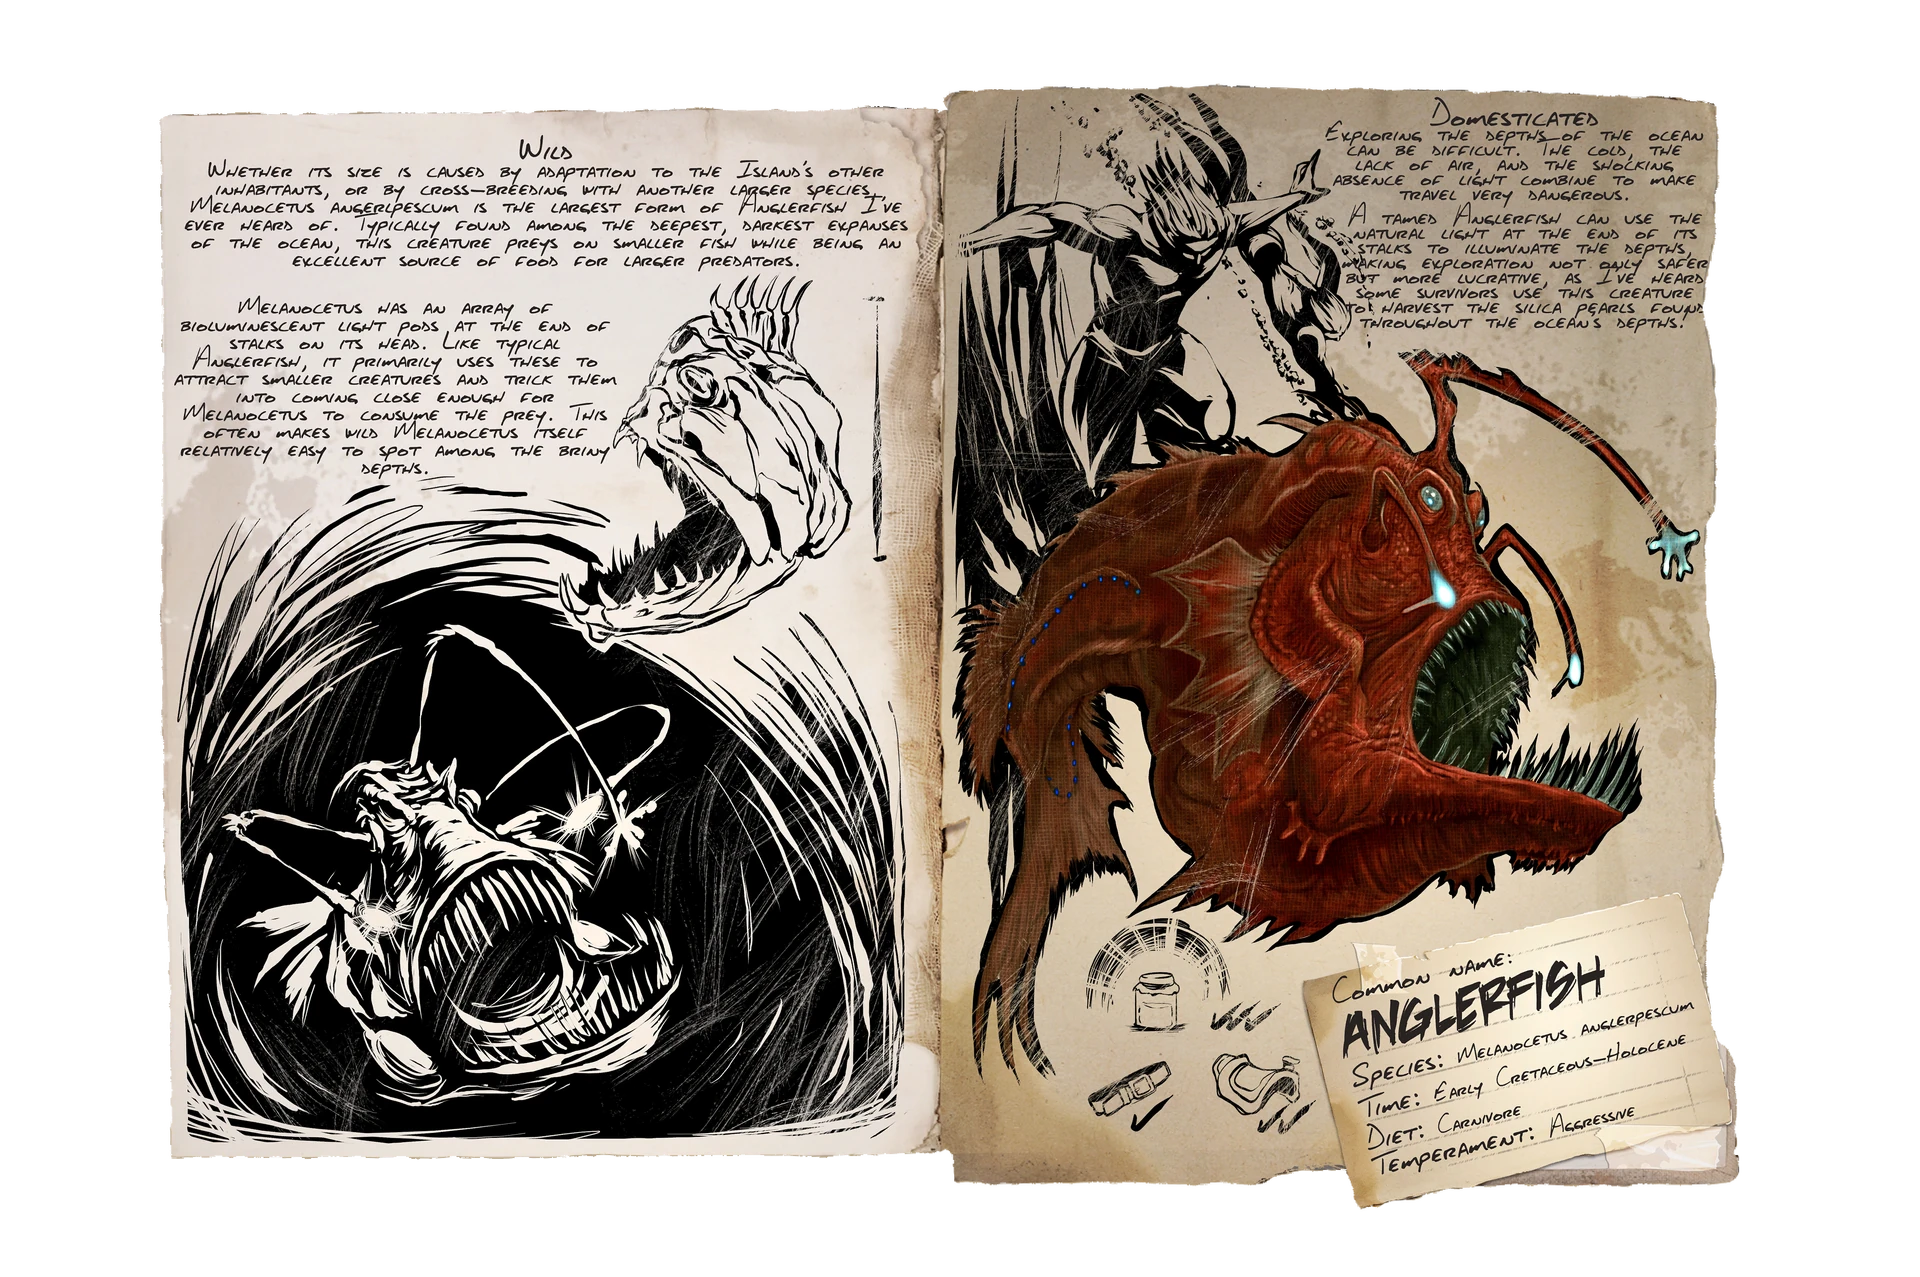 Wild
Whether its size is caused by adaptation to the Island's other
inhabitants, or by cross-breeding with another larger species,
Melanocetus angerlpescum is the largest form of Anglerfish I've
ever heard of. Typically found among the deepest, darkest expanses
of the ocean, this creature preys on smaller fish while being an
excellent source of food for larger predators.
Melanocetus has an array of
bioluminescent light pods at the end of
stalks on its head. Like typical
Anglerfish, it primarily uses these to
attract smaller creatures and trick them
into coming close enough for
Melanocetus to consume the prey. This
often makes wild Melanocetus itself
relatively easy to spot among the briny
depths.
Domesticated
Exploring the depths of the ocean
can be difficult. The cold, the
lack of air, and the shocking
absence of light combine to make
travel very dangerous.
A tamed Anglerfish can use the
natural light at the end of its
stalks to illuminate the depths,
making exploration not only safer
but more lucrative, as I've heard
some survivors use this creature
to harvest the silica pearls found
throughout the ocean's depths.
Common name:
Anglerfish
Species: Melanocetus anglerpescum
Time: Early Cretaceous-Holocene
Diet: Carnivore
Temperament: Aggressive